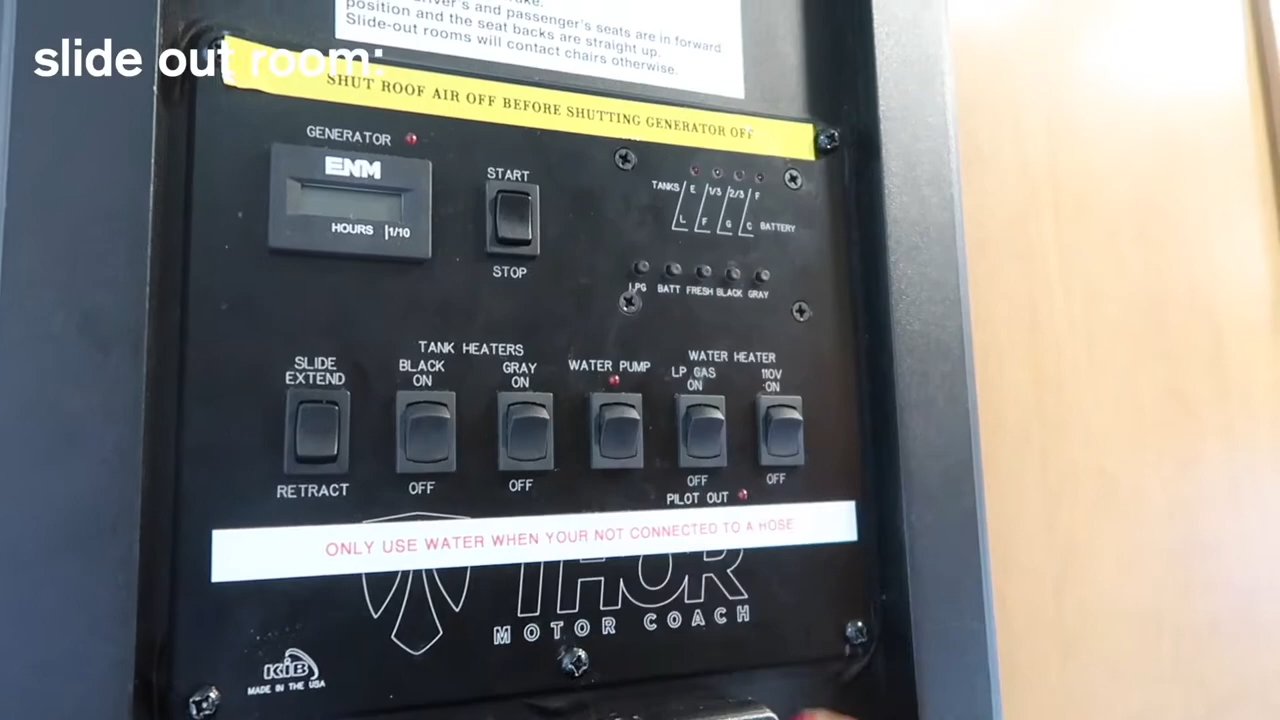 driver's and passenger's seats are in forward
position and the seat backs are straight up.
Slide-out rooms will contact chairs otherwise.
slide out room:
SHUT ROOF AIR OFF BEFORE SHUTTING GENERATOR OFF
GENERATOR
ENM
HOURS 1/10
START
STOP
TANKS E 1/3 2/3 F
L F G C BATTERY
LPG BATT FRESH BLACK GRAY
SLIDE
EXTEND
RETRACT
TANK HEATERS
BLACK
ON
OFF
GRAY
ON
OFF
WATER PUMP
WATER HEATER
LP GAS
ON
OFF
110V
ON
OFF
PILOT OUT
ONLY USE WATER WHEN YOUR NOT CONNECTED TO A HOSE
THOR
MOTOR COACH
KIB
MADE IN THE USA